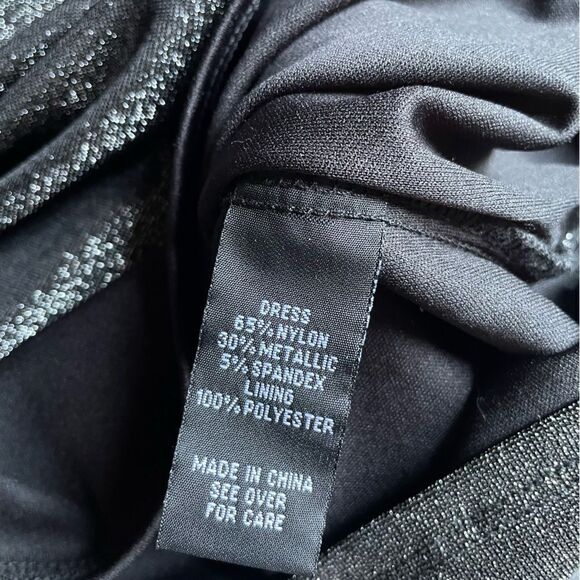 DRESS
65% NYLON
30% METALLIC
5% SPANDEX
LINING
100% POLYESTER
MADE IN CHINA
SEE OVER
FOR CARE